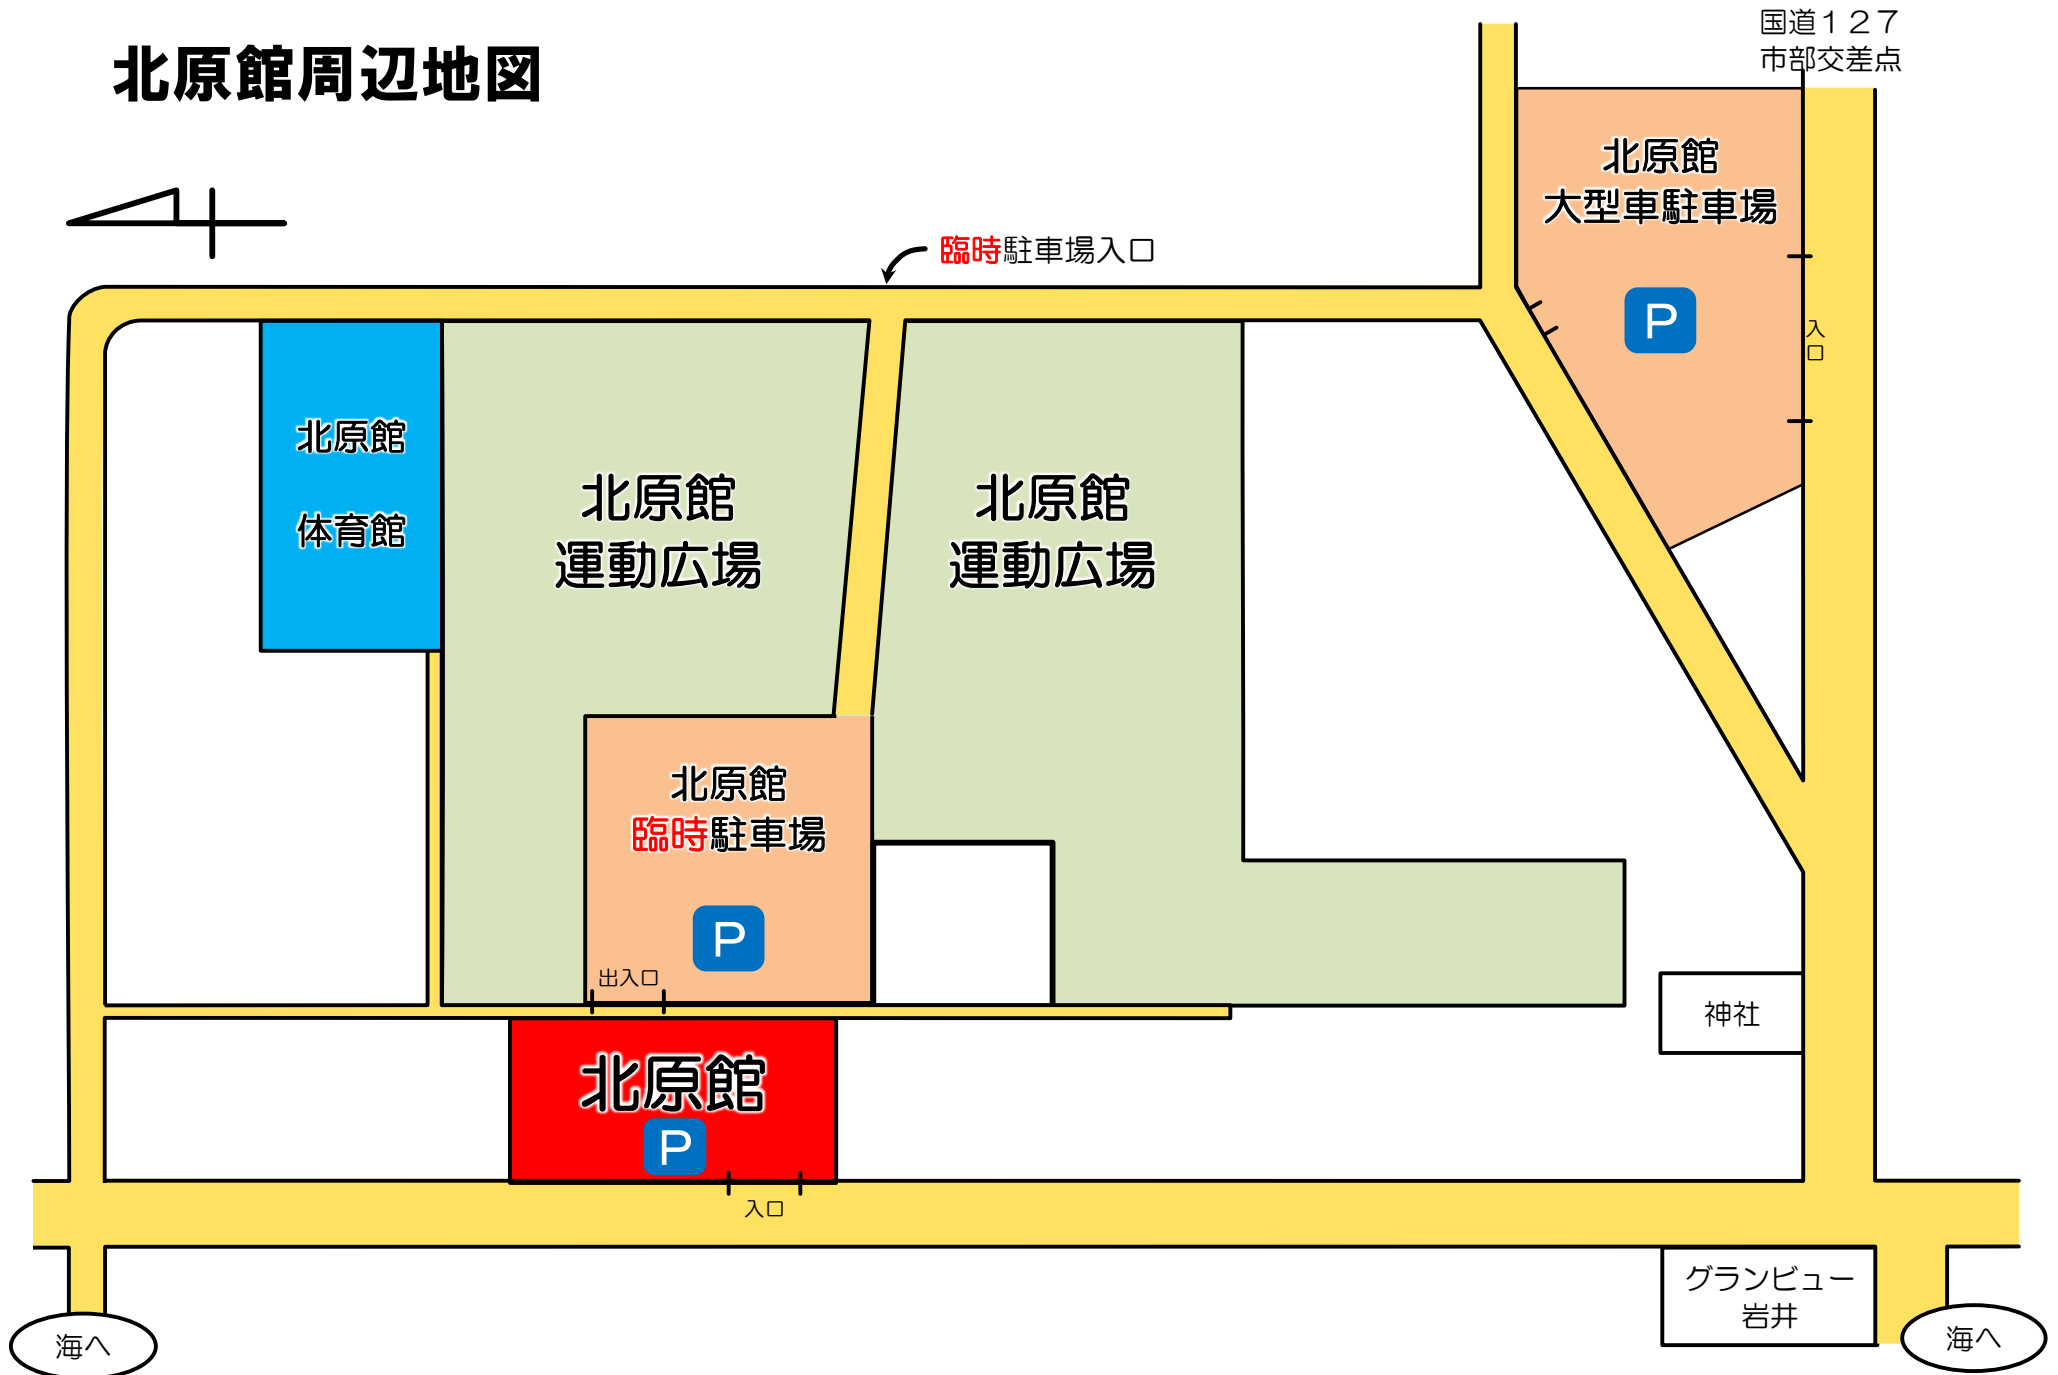 国道１２７
市部交差点
北原館周辺地図
北原館
大型車駐車場
P
入口
臨時駐車場入口
北原館
体育館
北原館
運動広場
北原館
運動広場
北原館
臨時駐車場
P
出入口
神社
北原館
P
入口
グランビュー
岩井
海へ
海へ